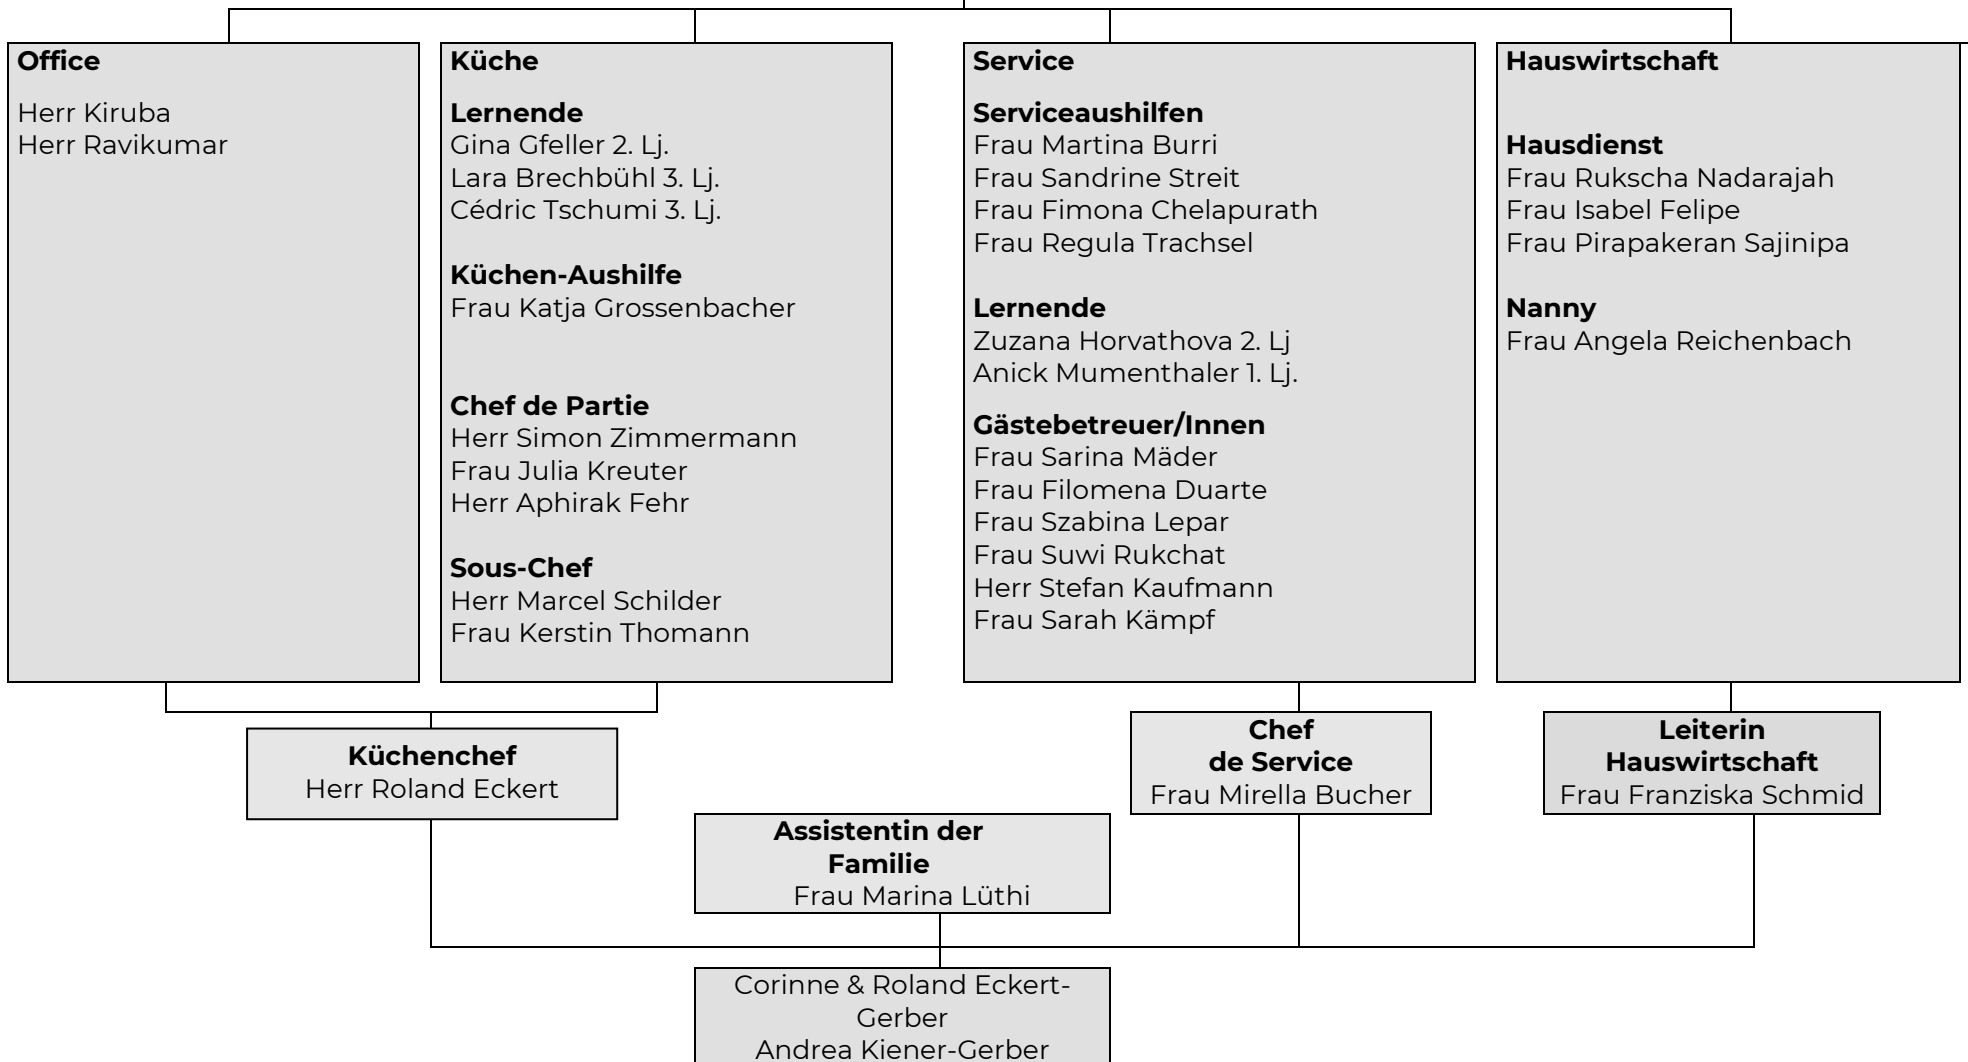 Office
Herr Kiruba
Herr Ravikumar
Küche
Lernende
Gina Gfeller 2. Lj.
Lara Brechbühl 3. Lj.
Cédric Tschumi 3. Lj.
Küchen-Aushilfe
Frau Katja Grossenbacher
Chef de Partie
Herr Simon Zimmermann
Frau Julia Kreuter
Herr Aphirak Fehr
Sous-Chef
Herr Marcel Schilder
Frau Kerstin Thomann
Service
Serviceaushilfen
Frau Martina Burri
Frau Sandrine Streit
Frau Fimona Chelapurath
Frau Regula Trachsel
Lernende
Zuzana Horvathova 2. Lj
Anick Mumenthaler 1. Lj.
Gästebetreuer/Innen
Frau Sarina Mäder
Frau Filomena Duarte
Frau Szabina Lepar
Frau Suwi Rukchat
Herr Stefan Kaufmann
Frau Sarah Kämpf
Hauswirtschaft
Hausdienst
Frau Rukscha Nadarajah
Frau Isabel Felipe
Frau Pirapakeran Sajinipa
Nanny
Frau Angela Reichenbach
Küchenchef
Herr Roland Eckert
Chef
de Service
Frau Mirella Bucher
Leiterin
Hauswirtschaft
Frau Franziska Schmid
Assistentin der
Familie
Frau Marina Lüthi
Corinne & Roland Eckert-
Gerber
Andrea Kiener-Gerber